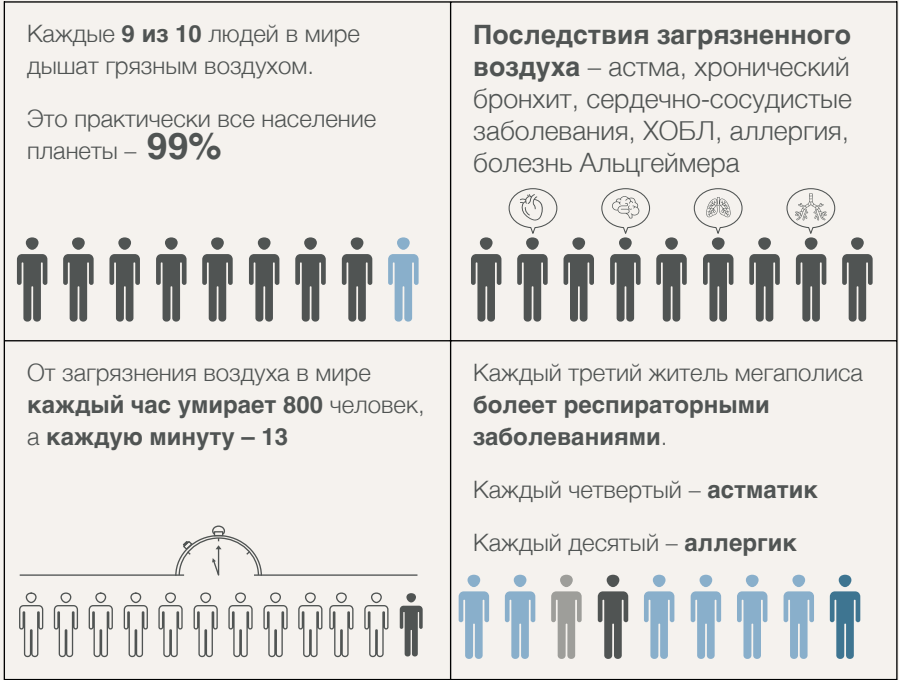 Каждые 9 из 10 людей в мире
дышат грязным воздухом.
Это практически все население
планеты – 99%
Последствия загрязненного
воздуха – астма, хронический
бронхит, сердечно-сосудистые
заболевания, ХОБЛ, аллергия,
болезнь Альцгеймера
От загрязнения воздуха в мире
каждый час умирает 800 человек,
а каждую минуту – 13
Каждый третий житель мегаполиса
болеет респираторными
заболеваниями.
Каждый четвертый – астматик
Каждый десятый – аллергик